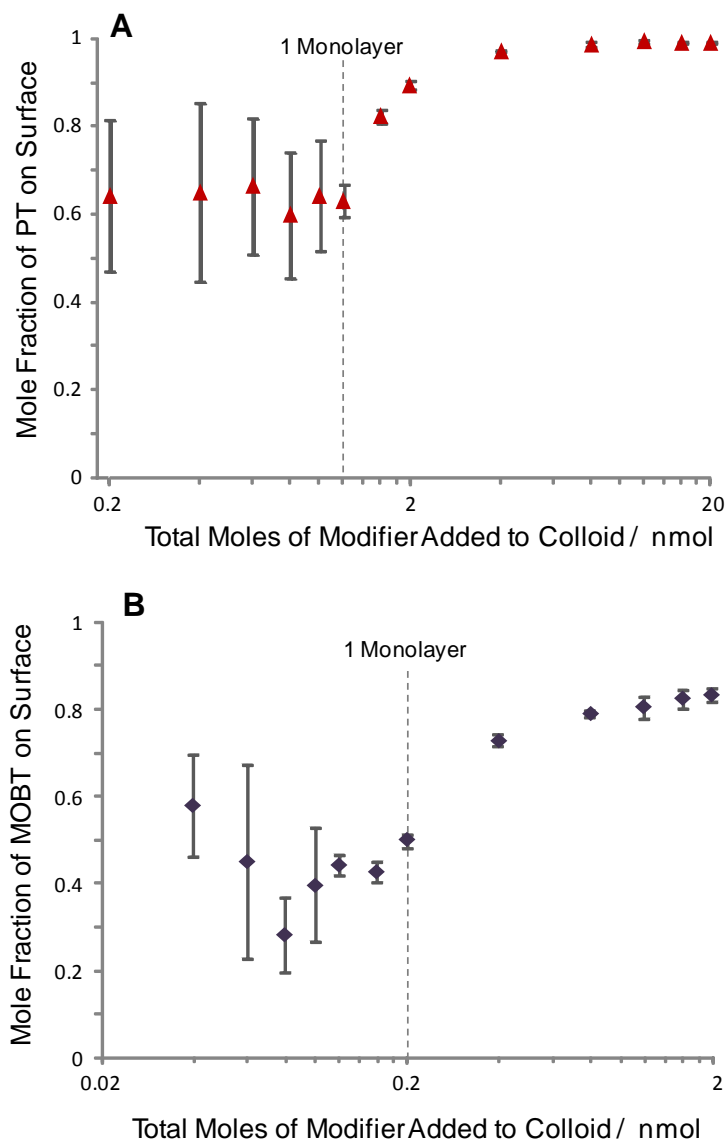 A
1 Monolayer
Mole Fraction of PT on Surface
1
0.8
0.6
0.4
0.2
0
0.2
2
20
Total Moles of Modifier Added to Colloid / nmol
B
1 Monolayer
Mole Fraction of MOBT on Surface
1
0.8
0.6
0.4
0.2
0
0.02
0.2
2
Total Moles of Modifier Added to Colloid / nmol